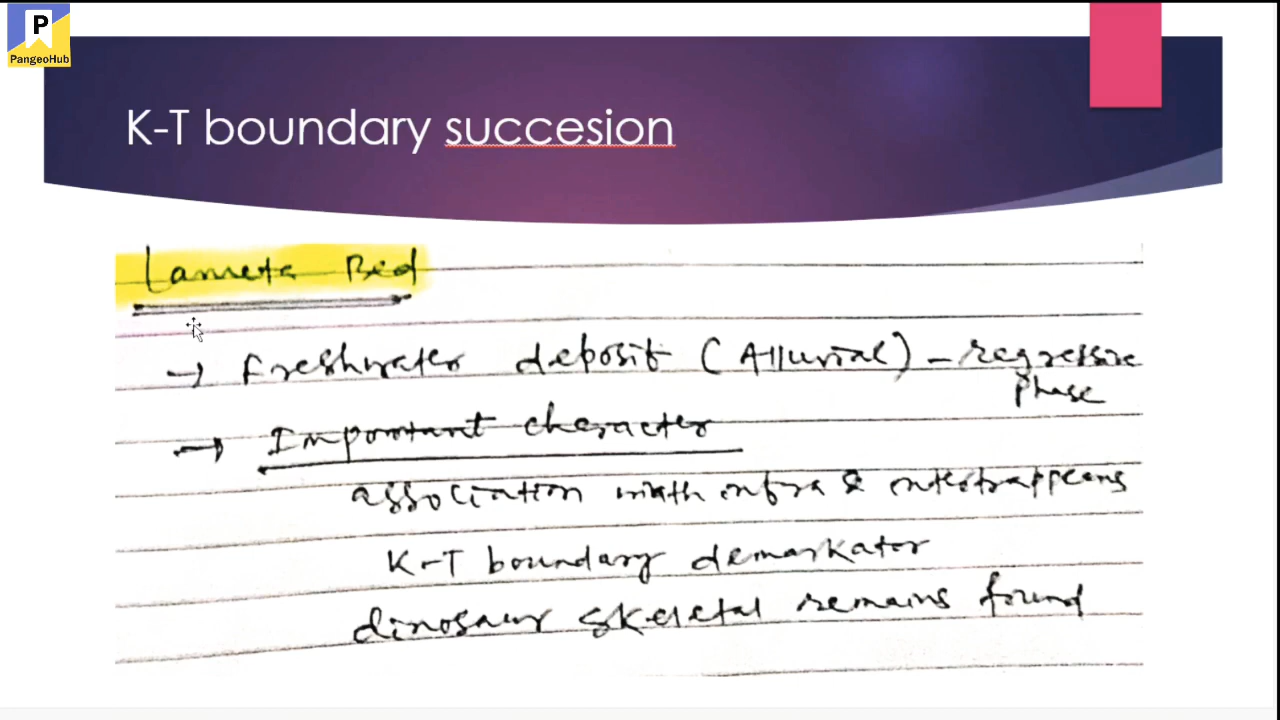 P
PangeoHub
K-T boundary succesion
Lameta Bed
→ Freshwater deposit (Alluvial) - regressive
phase
→ Important character
association with infra & intertrappeans
K-T boundary demarkator
dinosaur skeletal remains found